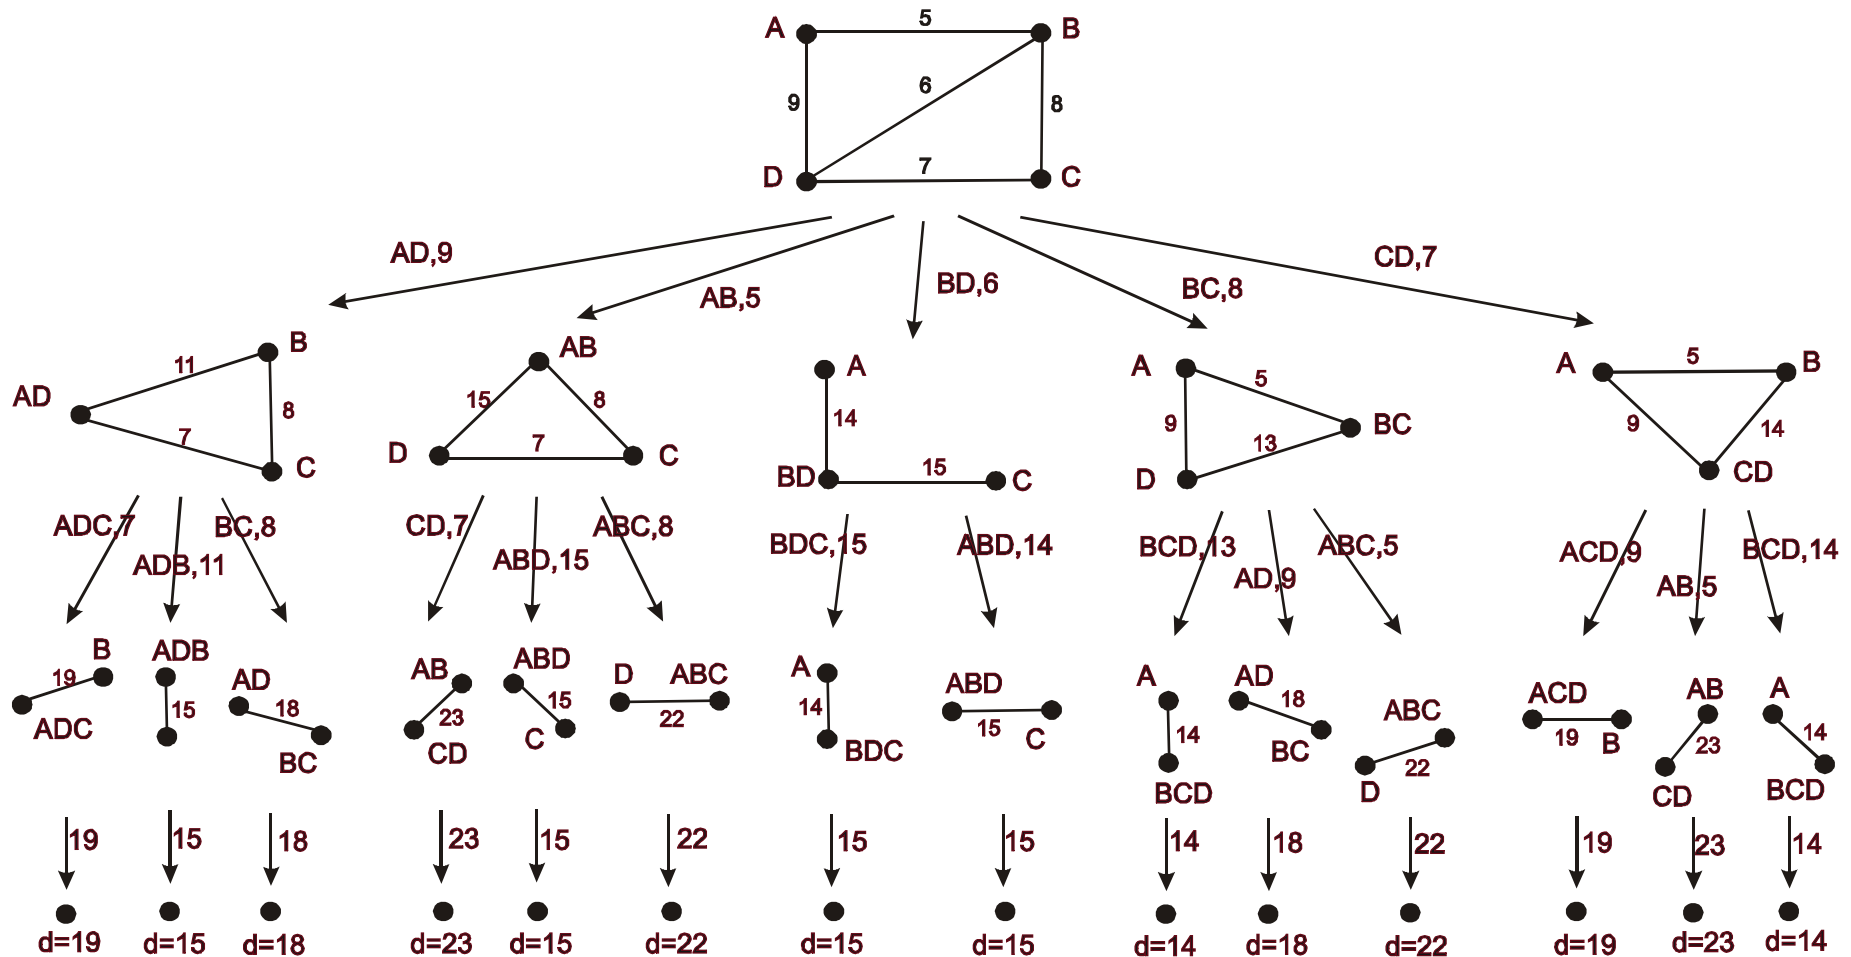 A 5 B
9 6 8
D 7 C
AD,9 AB,5 BD,6 BC,8 CD,7
B
11
AD 8
7
C
AB
15 8
D 7 C
A
14
BD 15 C
A 5
9 BC
13
D
A 5 B
9 14
CD
ADC,7 ADB,11 BC,8
CD,7 ABD,15 ABC,8
BDC,15 ABD,14
BCD,13 AD,9 ABC,5
ACD,9 AB,5 BCD,14
B
19
ADC
ADB
15
AD
18
BC
AB
23
CD
ABD
15
C
D ABC
22
A
14
BDC
ABD
15 C
A
14
BCD
AD
18
BC
ABC
22
D
ACD
19 B
AB
23
CD
A
14
BCD
19 15 18 23 15 22 15 15 14 18 22 19 23 14
d=19 d=15 d=18 d=23 d=15 d=22 d=15 d=15 d=14 d=18 d=22 d=19 d=23 d=14